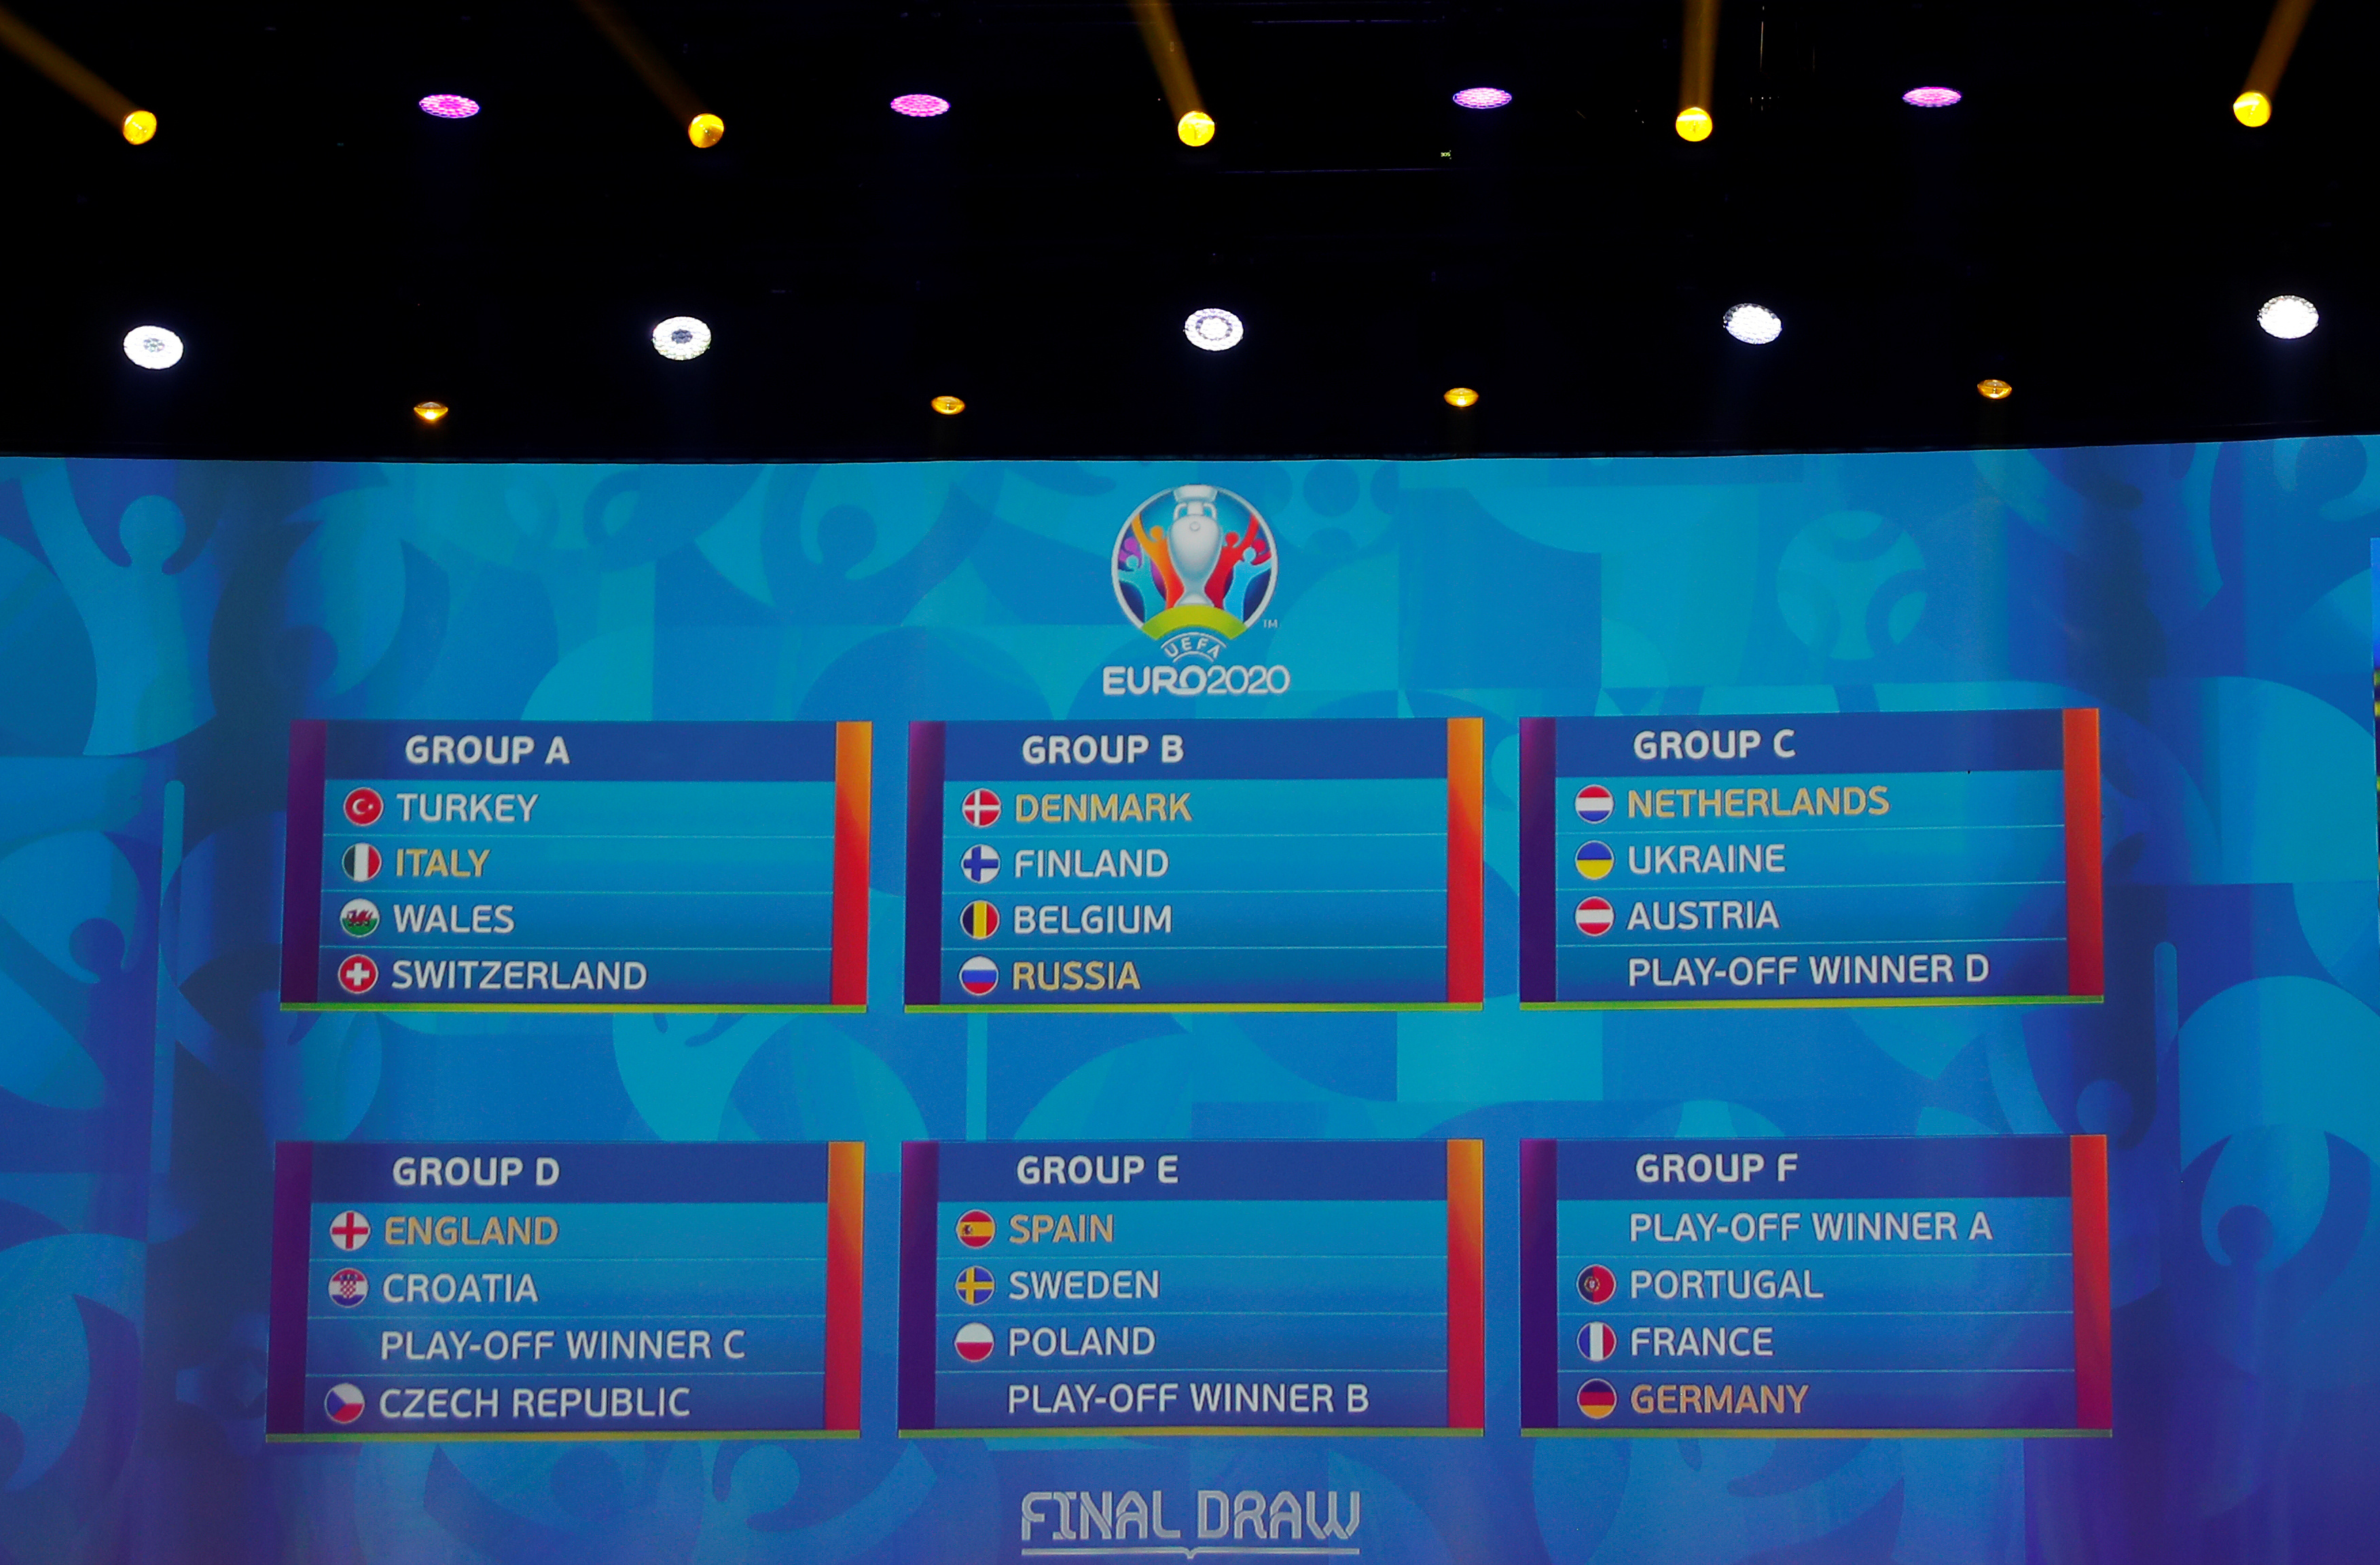 UEFA
EURO2020
TM
GROUP A
TURKEY
ITALY
WALES
SWITZERLAND
GROUP B
DENMARK
FINLAND
BELGIUM
RUSSIA
GROUP C
NETHERLANDS
UKRAINE
AUSTRIA
PLAY-OFF WINNER D
GROUP D
ENGLAND
CROATIA
PLAY-OFF WINNER C
CZECH REPUBLIC
GROUP E
SPAIN
SWEDEN
POLAND
PLAY-OFF WINNER B
GROUP F
PLAY-OFF WINNER A
PORTUGAL
FRANCE
GERMANY
FINAL DRAW